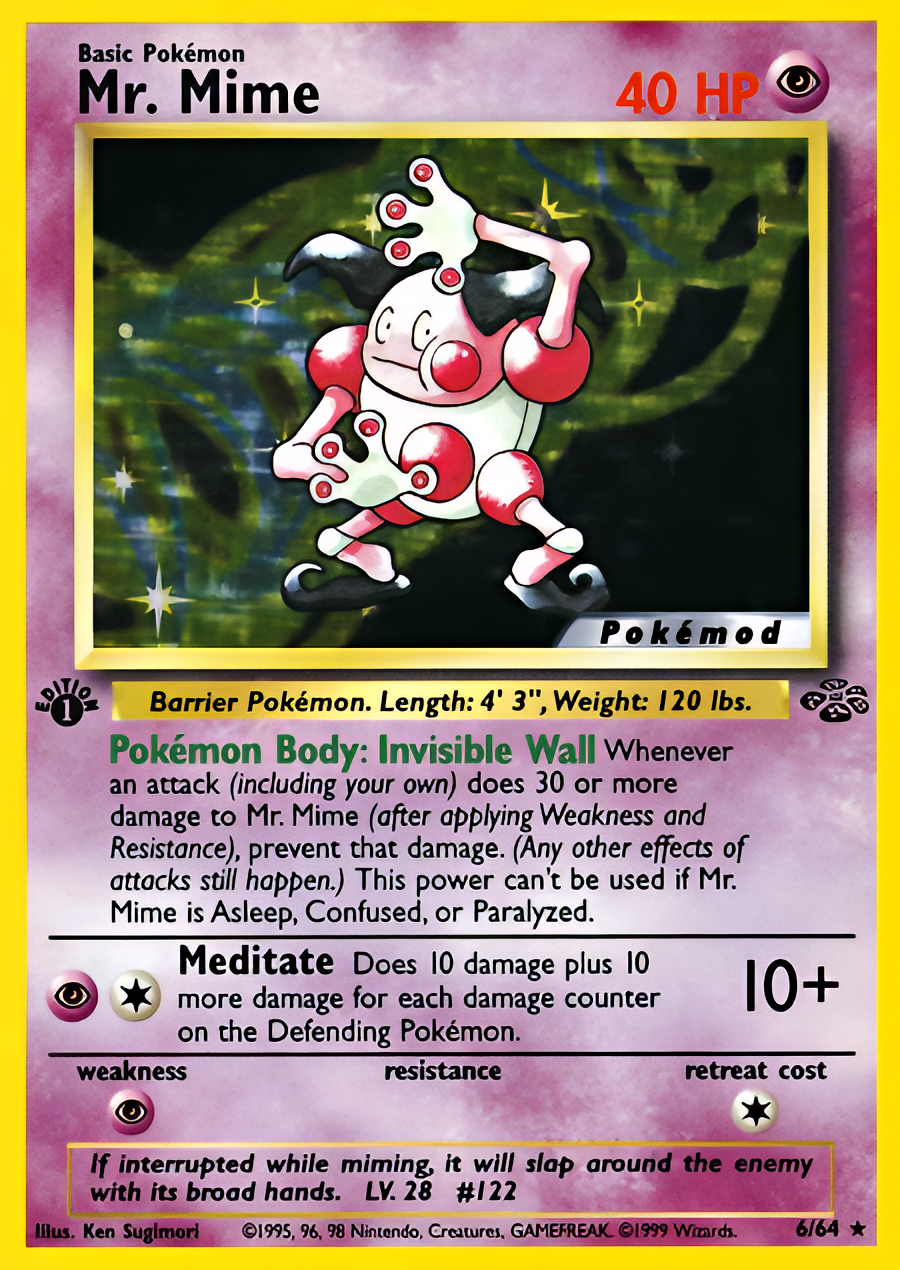 Basic Pokémon
Mr. Mime
40 HP
Pokémod
EDITION
1
Barrier Pokémon. Length: 4' 3", Weight: 120 lbs.
Pokémon Body: Invisible Wall Whenever
an attack (including your own) does 30 or more
damage to Mr. Mime (after applying Weakness and
Resistance), prevent that damage. (Any other effects of
attacks still happen.) This power can't be used if Mr.
Mime is Asleep, Confused, or Paralyzed.
Meditate Does 10 damage plus 10
more damage for each damage counter
on the Defending Pokémon.
10+
weakness
resistance
retreat cost
If interrupted while miming, it will slap around the enemy
with its broad hands. LV. 28 #122
Illus. Ken Sugimori ©1995, 96, 98 Nintendo, Creatures, GAMEFREAK. ©1999 Wizards. 6/64 ★